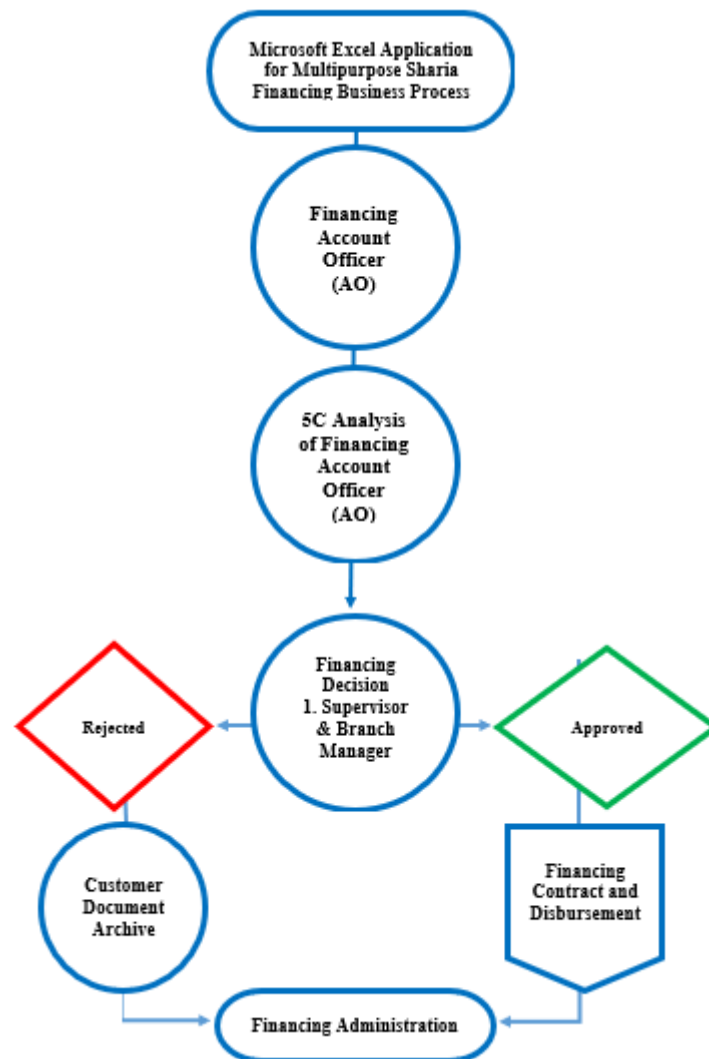 Microsoft Excel Application
for Multipurpose Sharia
Financing Business Process
Financing
Account
Officer
(AO)
5C Analysis
of Financing
Account
Officer
(AO)
Financing
Decision
1. Supervisor
& Branch
Manager
Rejected
Approved
Customer
Document
Archive
Financing
Contract and
Disbursement
Financing Administration